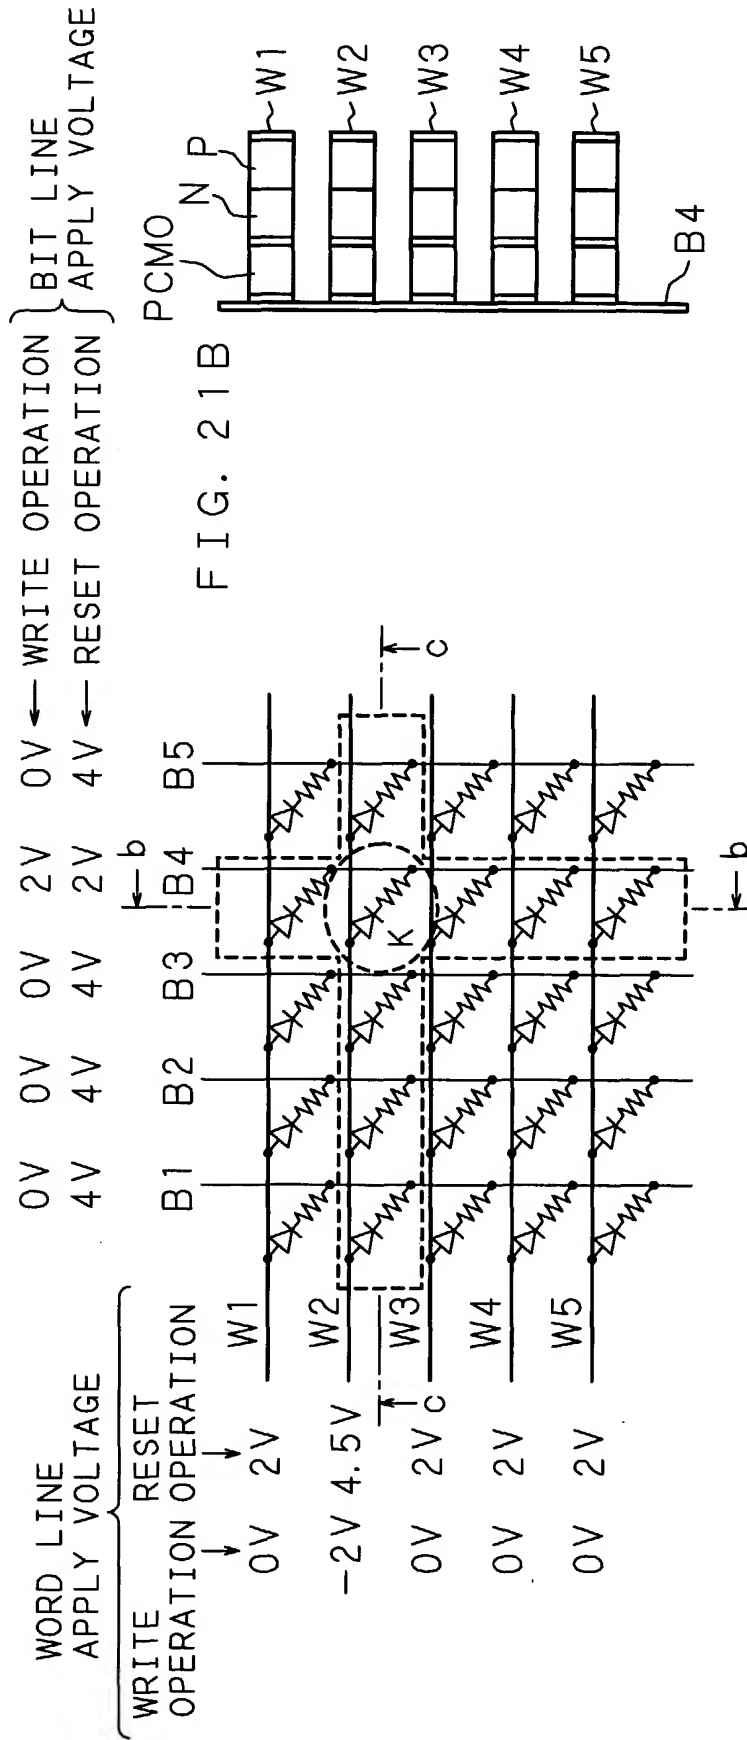 WORD LINE
APPLY VOLTAGE
WRITE
OPERATION
RESET
OPERATION
0V 2V
-2V 4.5V
0V 2V
0V 2V
0V 2V
W1
W2
W3
W4
W5
0V 0V 0V 2V 0V ← WRITE OPERATION
4V 4V 4V 2V 4V ← RESET OPERATION
BIT LINE
APPLY VOLTAGE
B1 B2 B3 B4 B5
b
b
c
c
K
FIG. 21B
PCMO
N
P
W1
W2
W3
W4
W5
B4